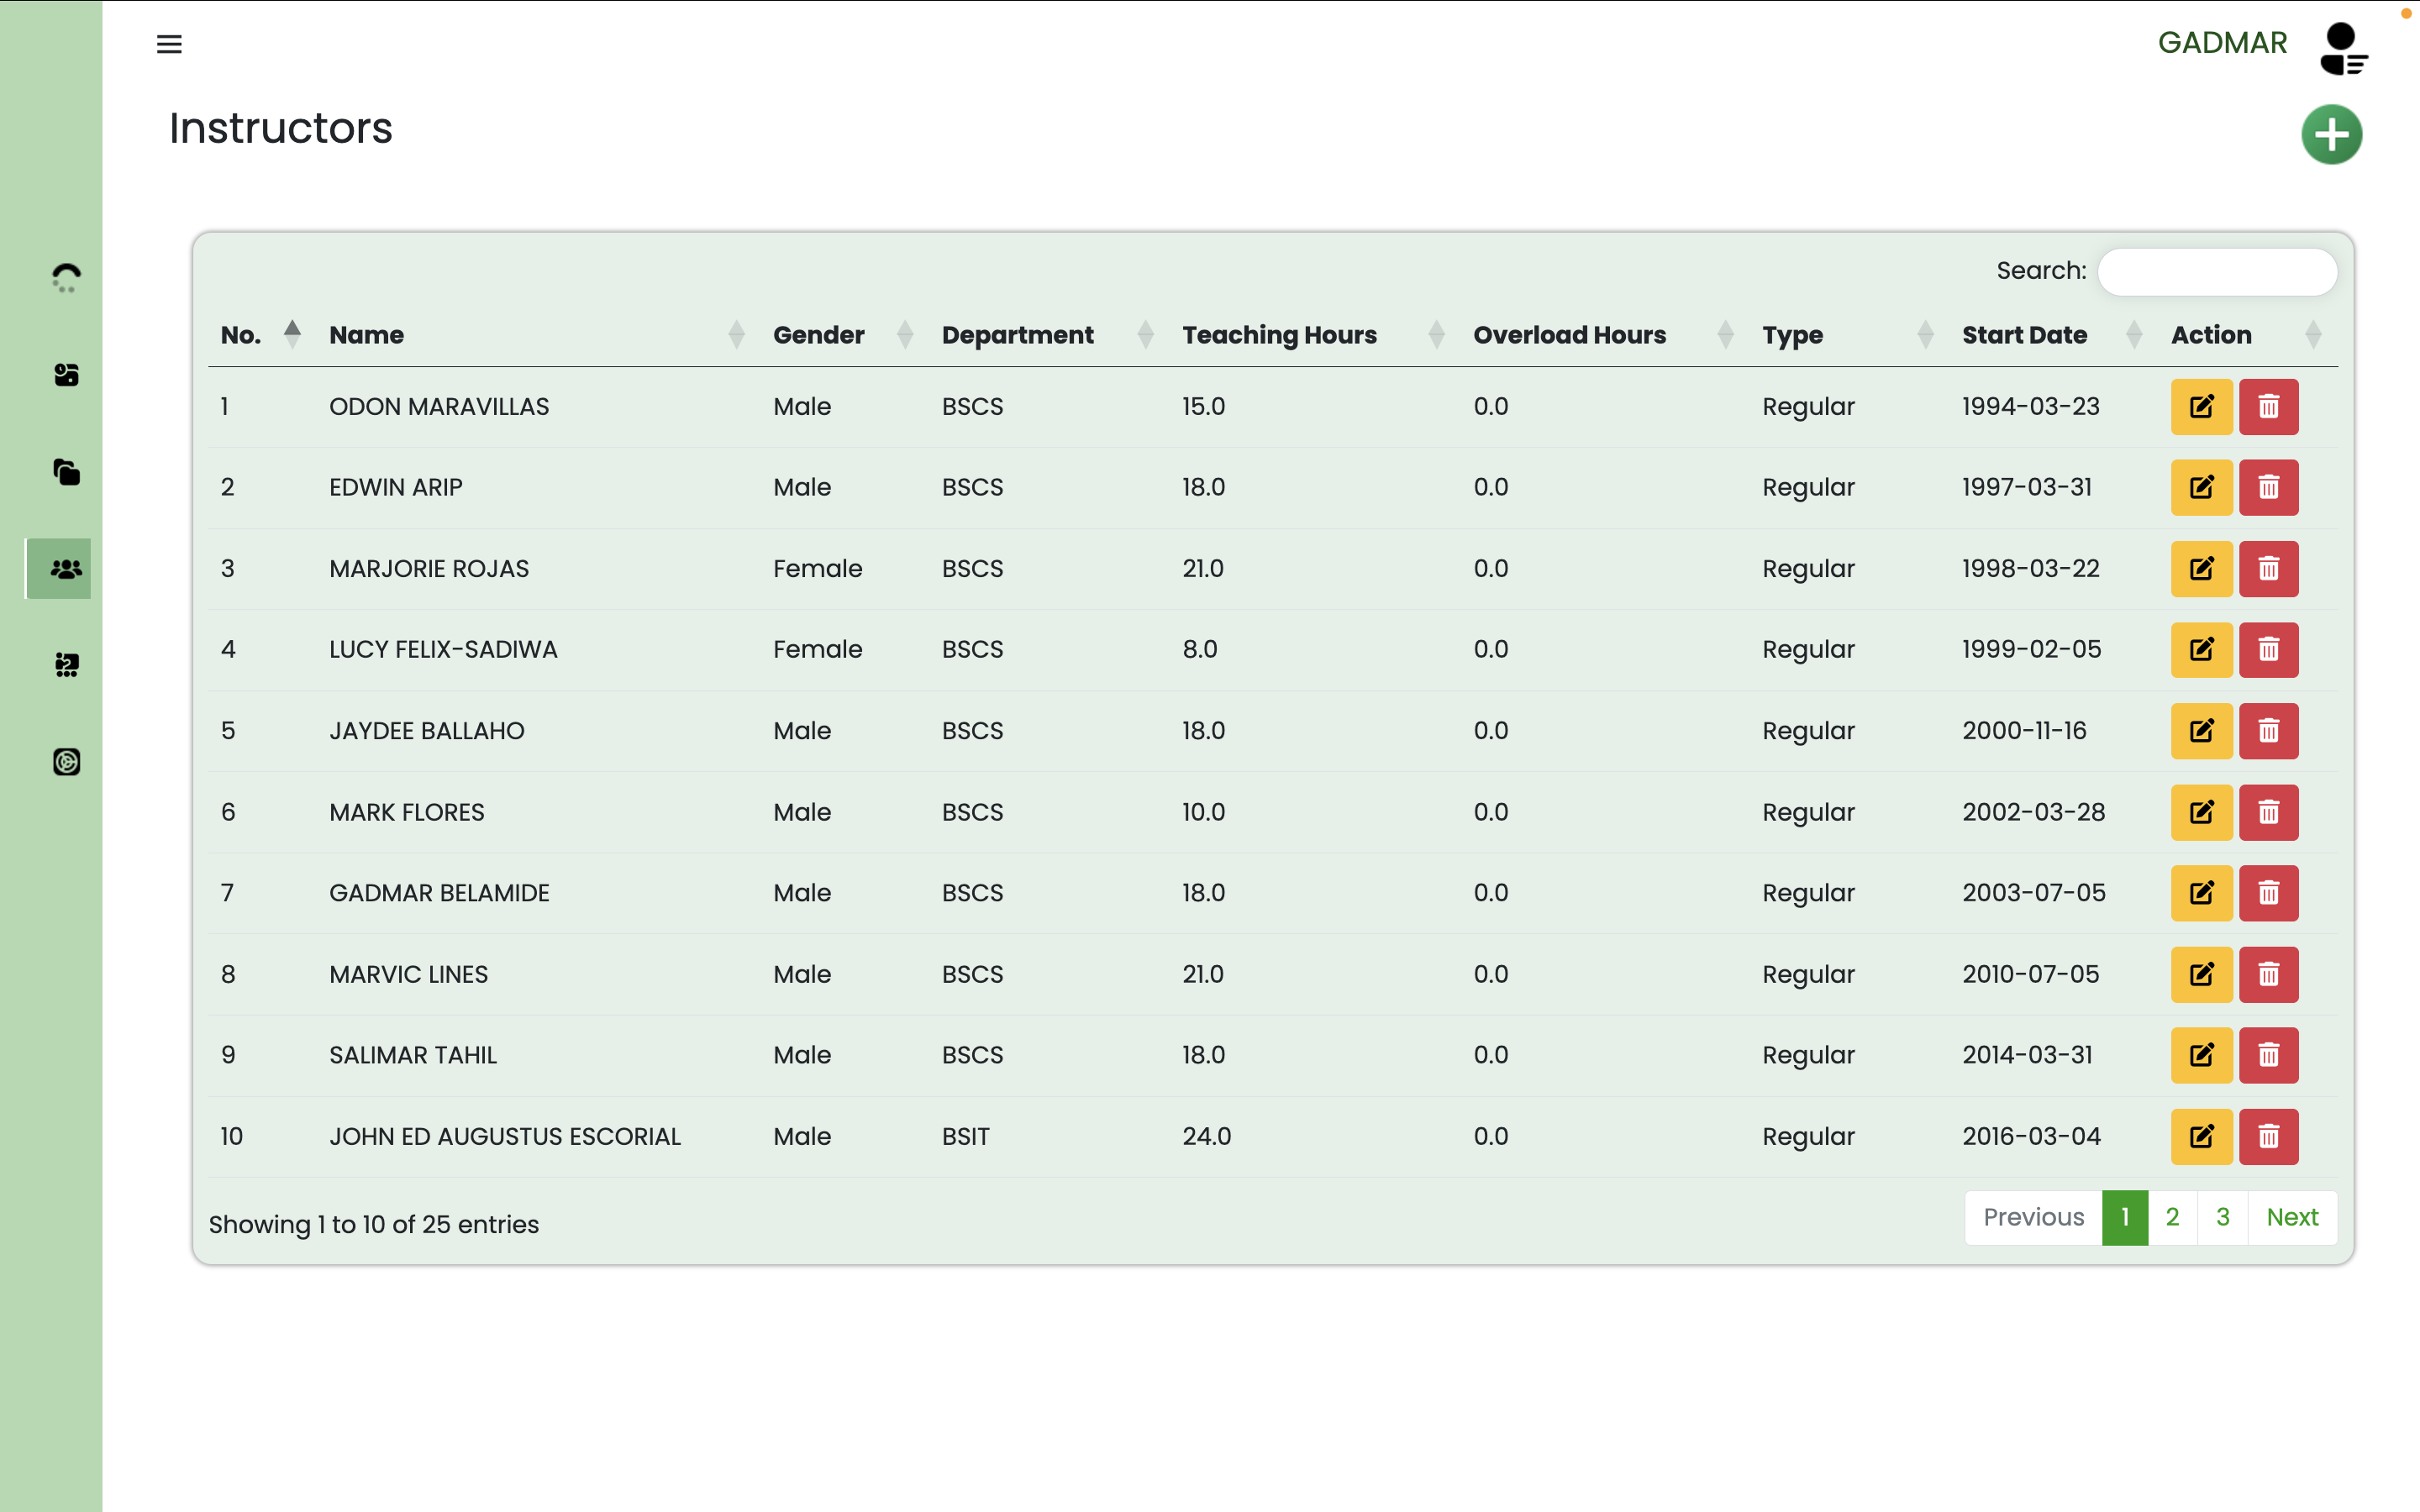 GADMAR
Instructors
Search:
No. Name Gender Department Teaching Hours Overload Hours Type Start Date Action
1 ODON MARAVILLAS Male BSCS 15.0 0.0 Regular 1994-03-23
2 EDWIN ARIP Male BSCS 18.0 0.0 Regular 1997-03-31
3 MARJORIE ROJAS Female BSCS 21.0 0.0 Regular 1998-03-22
4 LUCY FELIX-SADIWA Female BSCS 8.0 0.0 Regular 1999-02-05
5 JAYDEE BALLAHO Male BSCS 18.0 0.0 Regular 2000-11-16
6 MARK FLORES Male BSCS 10.0 0.0 Regular 2002-03-28
7 GADMAR BELAMIDE Male BSCS 18.0 0.0 Regular 2003-07-05
8 MARVIC LINES Male BSCS 21.0 0.0 Regular 2010-07-05
9 SALIMAR TAHIL Male BSCS 18.0 0.0 Regular 2014-03-31
10 JOHN ED AUGUSTUS ESCORIAL Male BSIT 24.0 0.0 Regular 2016-03-04
Showing 1 to 10 of 25 entries
Previous 1 2 3 Next